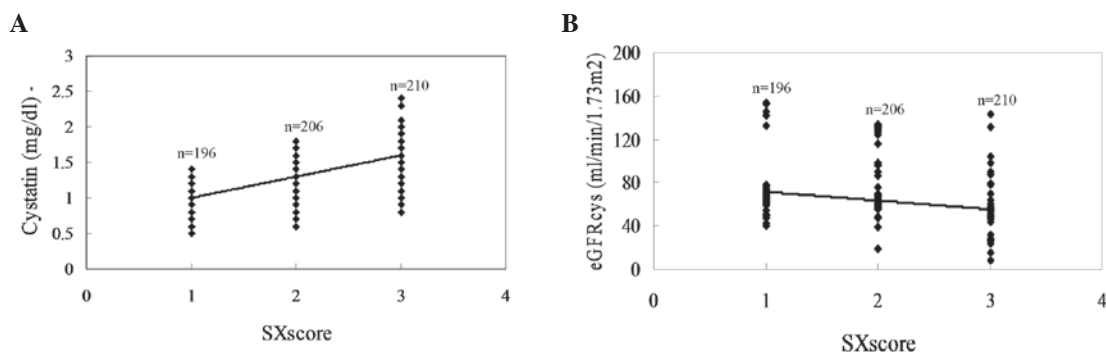 A
Cystatin (mg/dl) -
3
2.5
2
1.5
1
0.5
0
n=196
n=206
n=210
0 1 2 3 4
SXscore
B
eGFRcys (ml/min/1.73m2)
200
160
120
80
40
0
n=196
n=206
n=210
0 1 2 3 4
SXscore